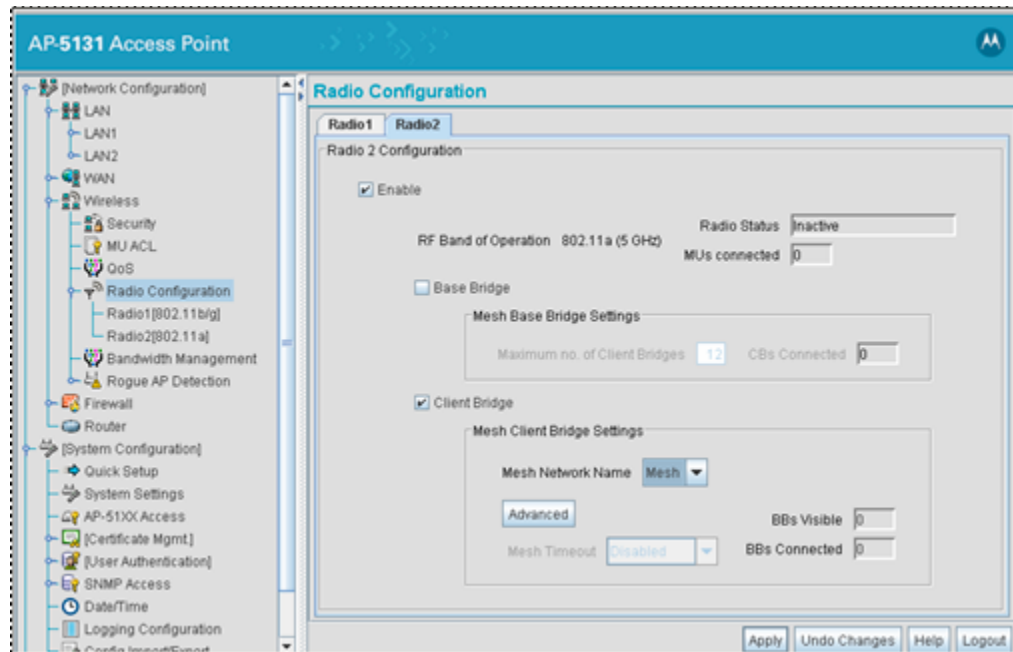 AP-5131 Access Point
[Network Configuration]
LAN
LAN1
LAN2
WAN
Wireless
Security
MU ACL
QoS
Radio Configuration
Radio1[802.11b/g]
Radio2[802.11a]
Bandwidth Management
Rogue AP Detection
Firewall
Router
[System Configuration]
Quick Setup
System Settings
AP-51XX Access
[Certificate Mgmt.]
[User Authentication]
SNMP Access
Date/Time
Logging Configuration
Config Import/Export
Radio Configuration
Radio1 Radio2
Radio 2 Configuration
Enable
Radio Status Inactive
RF Band of Operation 802.11a (5 GHz)
MUs connected 0
Base Bridge
Mesh Base Bridge Settings
Maximum no. of Client Bridges 12 CBs Connected 0
Client Bridge
Mesh Client Bridge Settings
Mesh Network Name Mesh
Advanced
BBs Visible 0
Mesh Timeout Disabled BBs Connected 0
Apply Undo Changes Help Logout